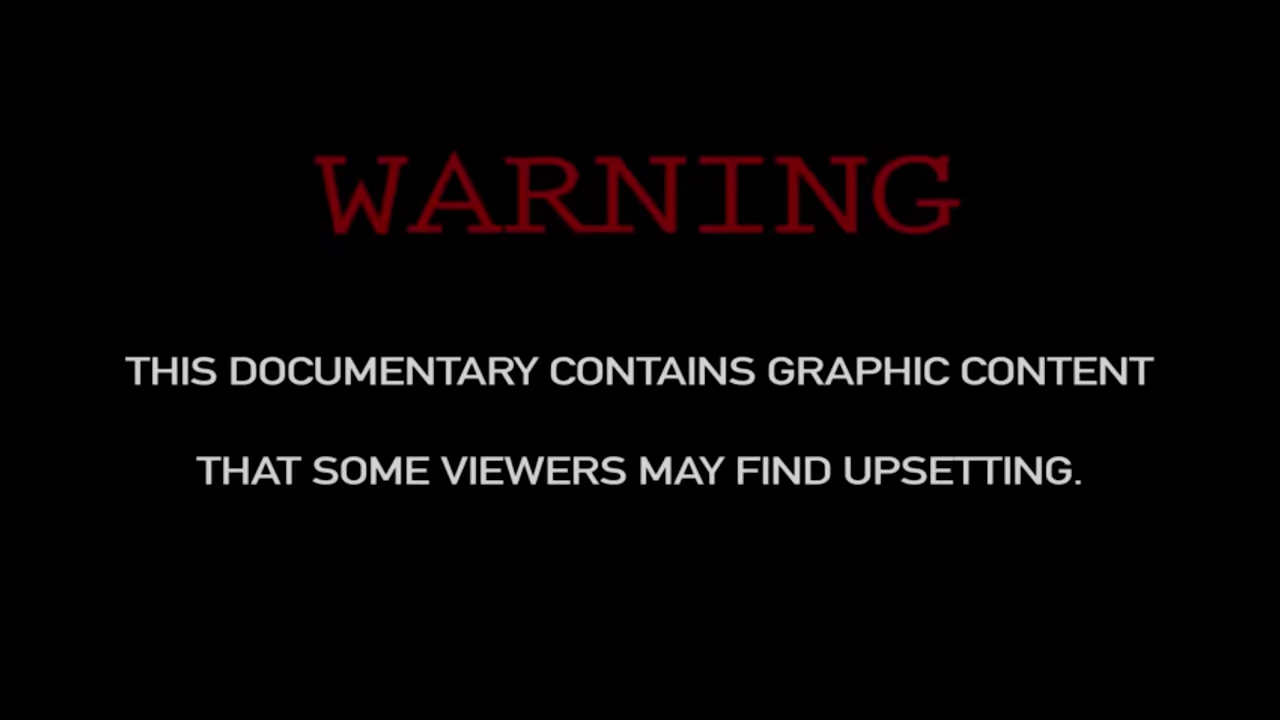 WARNING
THIS DOCUMENTARY CONTAINS GRAPHIC CONTENT
THAT SOME VIEWERS MAY FIND UPSETTING.